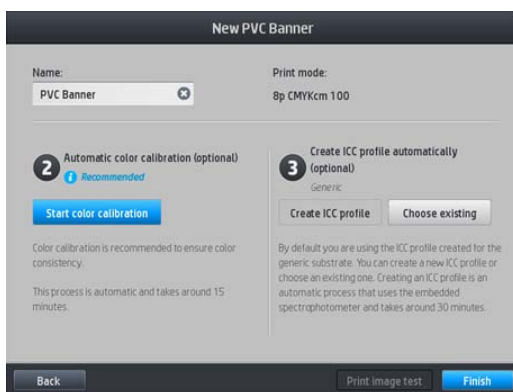 New PVC Banner
Name:
PVC Banner
Print mode:
8p CMYKcm 100
2
Automatic color calibration (optional)
i Recommended
Start color calibration
Color calibration is recommended to ensure color
consistency.
This process is automatic and takes around 15
minutes.
3
Create ICC profile automatically
(optional)
Generic
Create ICC profile
Choose existing
By default you are using the ICC profile created for the
generic substrate. You can create a new ICC profile or
choose an existing one. Creating an ICC profile is an
automatic process that uses the embedded
spectrophotometer and takes around 30 minutes.
Back
Print image test
Finish